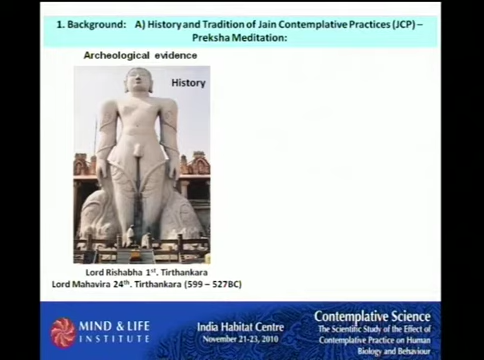 1. Background: A) History and Tradition of Jain Contemplative Practices (JCP) –
Preksha Meditation:
Archeological evidence
History
Lord Rishabha 1st. Tirthankara
Lord Mahavira 24th. Tirthankara (599 – 527BC)
MIND & LIFE
INSTITUTE
India Habitat Centre
November 21-23, 2010
Contemplative Science
The Scientific Study of the Effect of
Contemplative Practice on Human
Biology and Behaviour